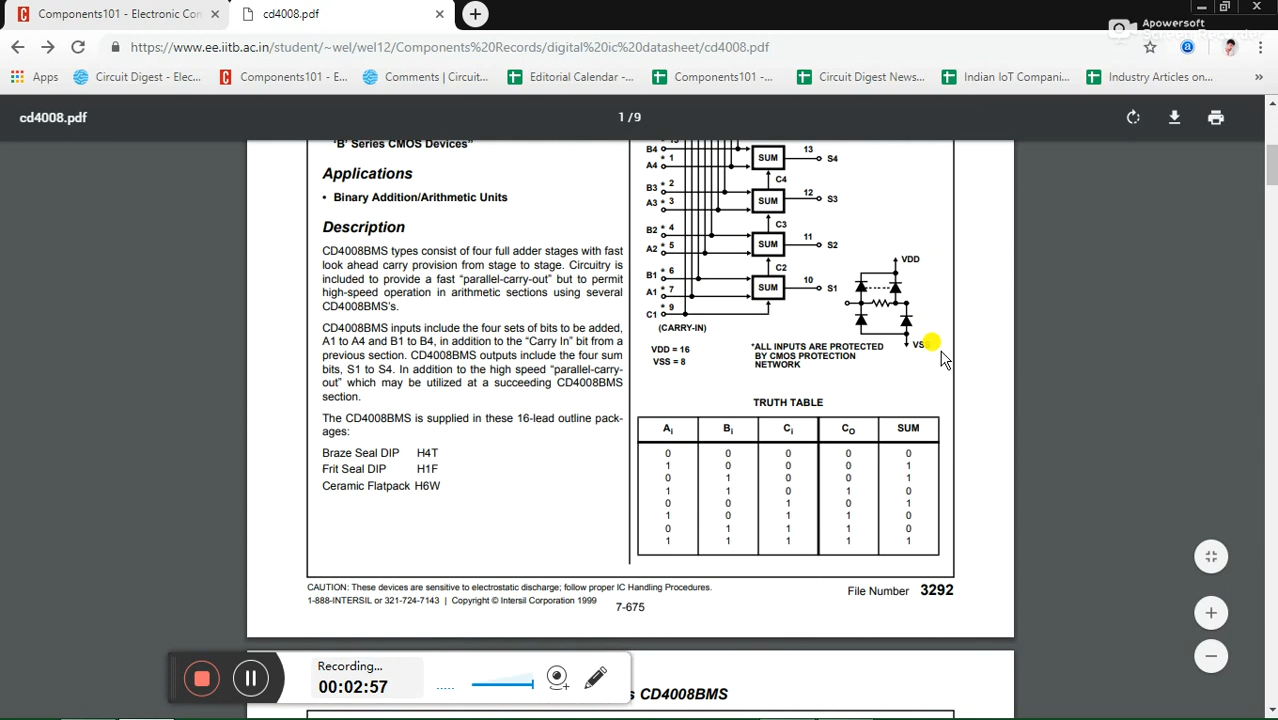 Components101 - Electronic Con
cd4008.pdf
Apowersoft
Screen Recorder
https://www.ee.iitb.ac.in/student/~wel/wel12/Components%20Records/digital%20ic%20datasheet/cd4008.pdf
Apps
Circuit Digest - Elec...
Components101 - E...
Comments | Circuit...
Editorial Calendar -...
Components101 -...
Circuit Digest News...
Indian IoT Compani...
Industry Articles on...
»
cd4008.pdf
1 / 9
'B' Series CMOS Devices"
Applications
• Binary Addition/Arithmetic Units
Description
CD4008BMS types consist of four full adder stages with fast
look ahead carry provision from stage to stage. Circuitry is
included to provide a fast "parallel-carry-out" but to permit
high-speed operation in arithmetic sections using several
CD4008BMS's.
CD4008BMS inputs include the four sets of bits to be added,
A1 to A4 and B1 to B4, in addition to the "Carry In" bit from a
previous section. CD4008BMS outputs include the four sum
bits, S1 to S4. In addition to the high speed "parallel-carry-
out" which may be utilized at a succeeding CD4008BMS
section.
The CD4008BMS is supplied in these 16-lead outline pack-
ages:
Braze Seal DIP H4T
Frit Seal DIP H1F
Ceramic Flatpack H6W
B4 * 15
A4 * 1
SUM 13 S4
C4
B3 * 2
A3 * 3
SUM 12 S3
C3
B2 * 4
A2 * 5
SUM 11 S2
C2
B1 * 6
A1 * 7
SUM 10 S1
C1 * 9
(CARRY-IN)
VDD = 16
VSS = 8
VDD
VSS
*ALL INPUTS ARE PROTECTED
BY CMOS PROTECTION
NETWORK
TRUTH TABLE
Ai Bi Ci CO SUM
0 0 0 0 0
1 0 0 0 1
0 1 0 0 1
1 1 0 1 0
0 0 1 0 1
1 0 1 1 0
0 1 1 1 0
1 1 1 1 1
CAUTION: These devices are sensitive to electrostatic discharge; follow proper IC Handling Procedures.
1-888-INTERSIL or 321-724-7143 | Copyright © Intersil Corporation 1999
File Number 3292
7-675
Recording...
00:02:57
s CD4008BMS